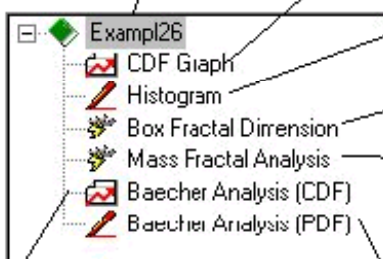 Exampl26
CDF Graph
Histogram
Box Fractal Dimension
Mass Fractal Analysis
Baecher Analysis (CDF)
Baecher Analysis (PDF)